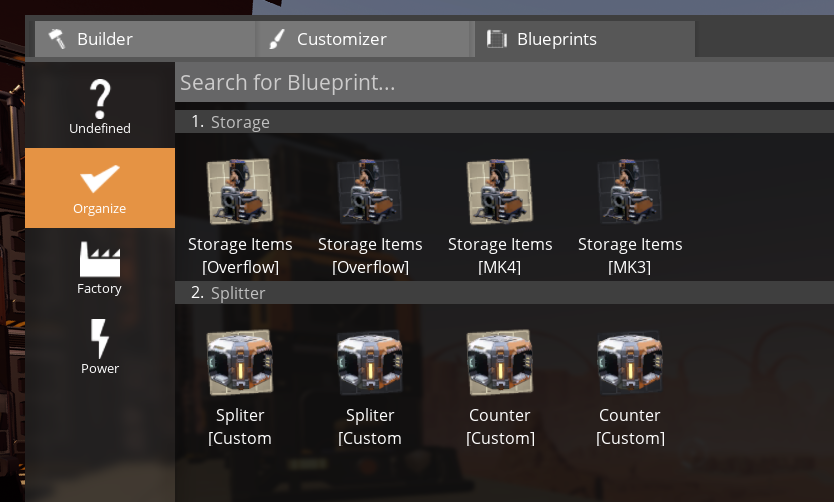 Builder
Customizer
Blueprints
Undefined
Organize
Factory
Power
Search for Blueprint...
1. Storage
Storage Items
[Overflow]
Storage Items
[Overflow]
Storage Items
[MK4]
Storage Items
[MK3]
2. Splitter
Spliter
[Custom
Spliter
[Custom
Counter
[Custom]
Counter
[Custom]